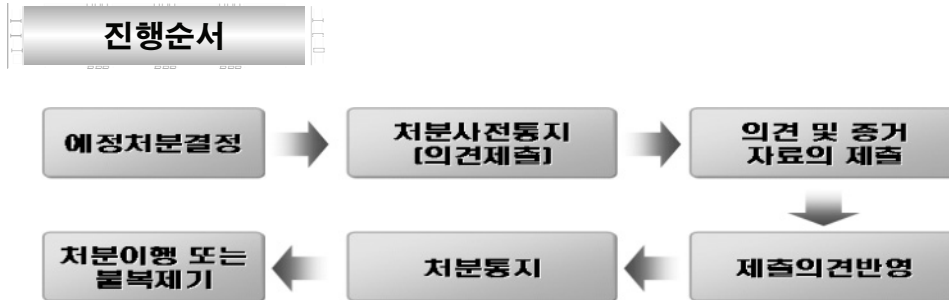 진행순서
예정처분결정
처분사전통지
[의견제출]
의견 및 증거
자료의 제출
제출의견반영
처분통지
처분이행 또는
불복제기